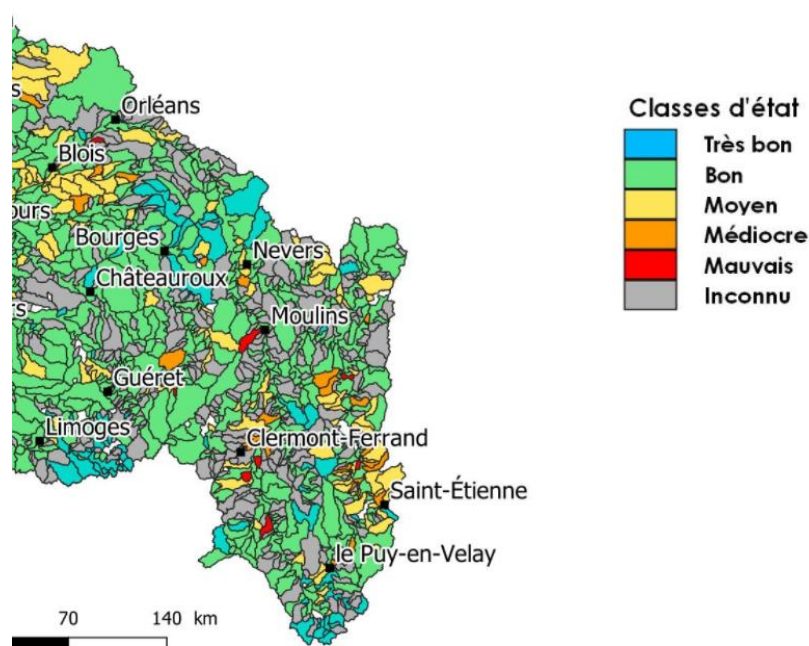 Orléans
Blois
ours
Bourges
Nevers
Châteauroux
rs
Moulins
Guéret
Limoges
Clermont-Ferrand
Saint-Étienne
le Puy-en-Velay
70 140 km
Classes d'état
Très bon
Bon
Moyen
Médiocre
Mauvais
Inconnu